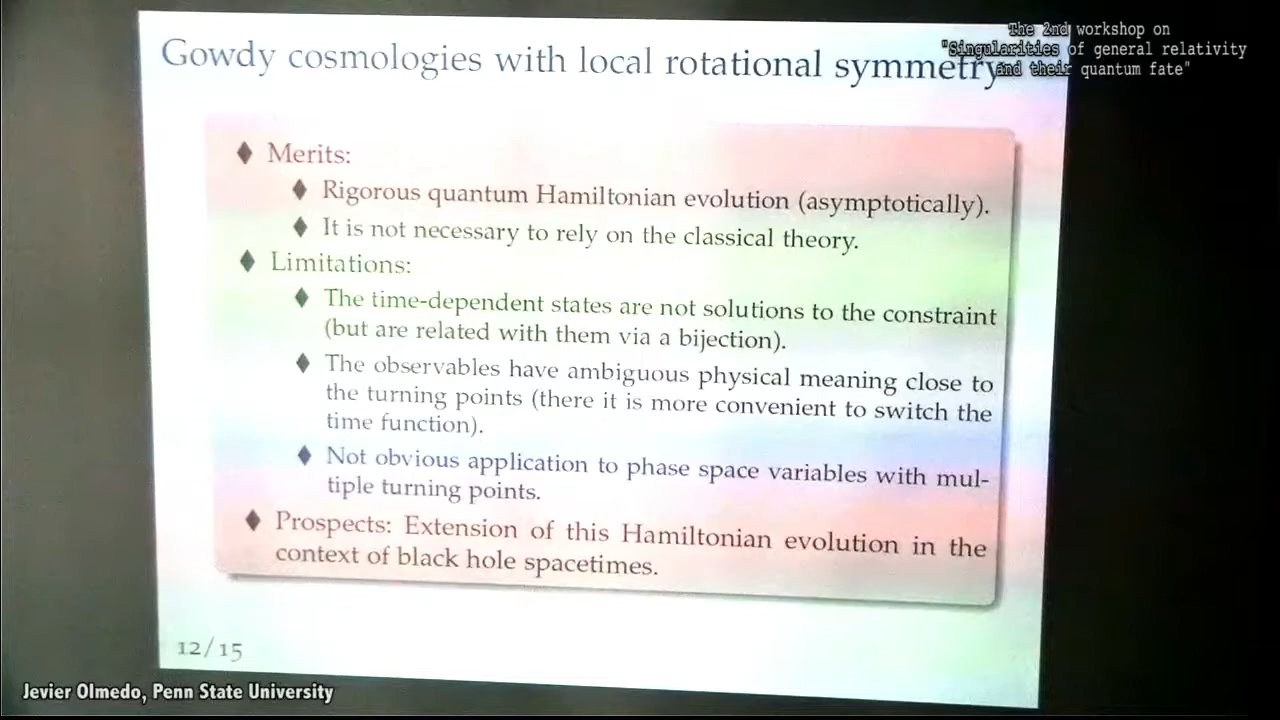 Gowdy cosmologies with local rotational symmetry
The 2nd workshop on
"Singularities of general relativity
and their quantum fate"
♦ Merits:
♦ Rigorous quantum Hamiltonian evolution (asymptotically).
♦ It is not necessary to rely on the classical theory.
♦ Limitations:
♦ The time-dependent states are not solutions to the constraint
(but are related with them via a bijection).
♦ The observables have ambiguous physical meaning close to
the turning points (there it is more convenient to switch the
time function).
♦ Not obvious application to phase space variables with mul-
tiple turning points.
♦ Prospects: Extension of this Hamiltonian evolution in the
context of black hole spacetimes.
12/15
Jevier Olmedo, Penn State University